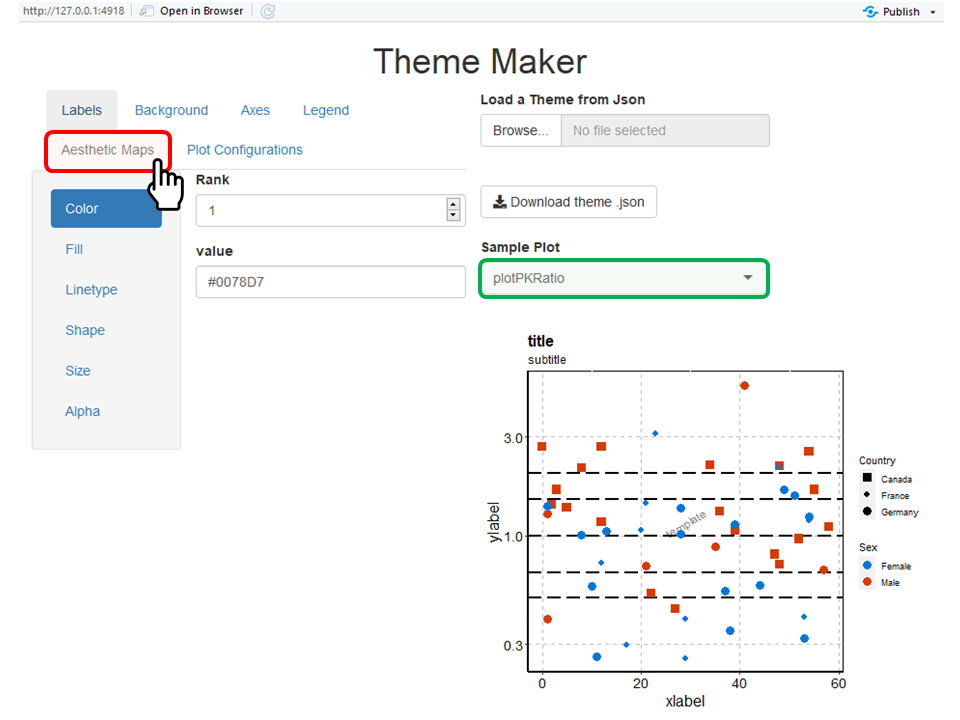 http://127.0.0.1:4918 Open in Browser Publish
Theme Maker
Labels Background Axes Legend
Aesthetic Maps Plot Configurations
Color
Fill
Linetype
Shape
Size
Alpha
Rank
1
value
#0078D7
Load a Theme from Json
Browse... No file selected
Download theme .json
Sample Plot
plotPKRatio
title
subtitle
ylabel
3.0
1.0
0.3
template
0 20 40 60
xlabel
Country
Canada
France
Germany
Sex
Female
Male